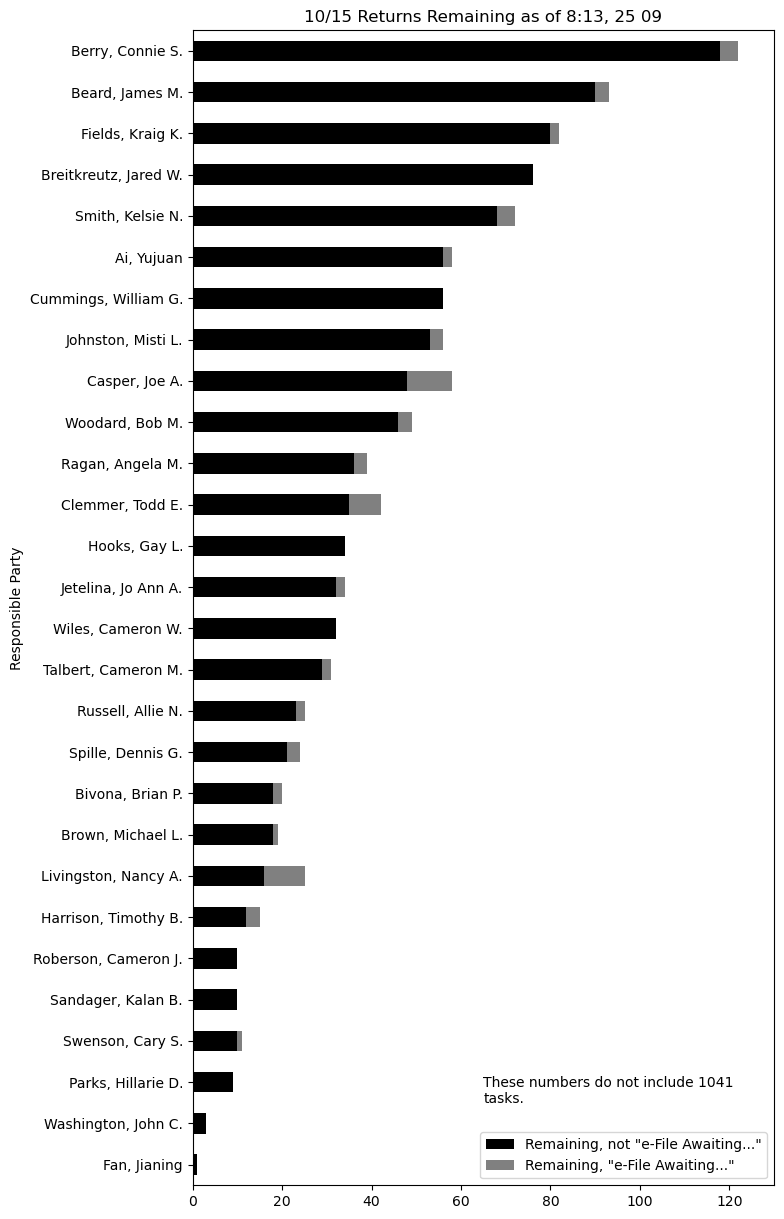 10/15 Returns Remaining as of 8:13, 25 09
Responsible Party
Berry, Connie S.
Beard, James M.
Fields, Kraig K.
Breitkreutz, Jared W.
Smith, Kelsie N.
Ai, Yujuan
Cummings, William G.
Johnston, Misti L.
Casper, Joe A.
Woodard, Bob M.
Ragan, Angela M.
Clemmer, Todd E.
Hooks, Gay L.
Jetelina, Jo Ann A.
Wiles, Cameron W.
Talbert, Cameron M.
Russell, Allie N.
Spille, Dennis G.
Bivona, Brian P.
Brown, Michael L.
Livingston, Nancy A.
Harrison, Timothy B.
Roberson, Cameron J.
Sandager, Kalan B.
Swenson, Cary S.
Parks, Hillarie D.
Washington, John C.
Fan, Jianing
These numbers do not include 1041
tasks.
Remaining, not "e-File Awaiting..."
Remaining, "e-File Awaiting..."
0 20 40 60 80 100 120